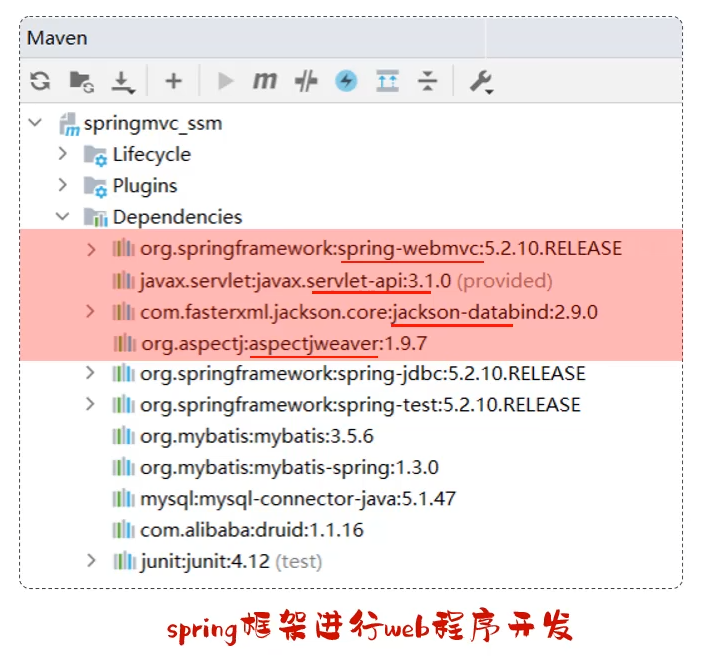 Maven
springmvc_ssm
Lifecycle
Plugins
Dependencies
org.springframework:spring-webmvc:5.2.10.RELEASE
javax.servlet:javax.servlet-api:3.1.0 (provided)
com.fasterxml.jackson.core:jackson-databind:2.9.0
org.aspectj:aspectjweaver:1.9.7
org.springframework:spring-jdbc:5.2.10.RELEASE
org.springframework:spring-test:5.2.10.RELEASE
org.mybatis:mybatis:3.5.6
org.mybatis:mybatis-spring:1.3.0
mysql:mysql-connector-java:5.1.47
com.alibaba:druid:1.1.16
junit:junit:4.12 (test)
spring框架进行web程序开发